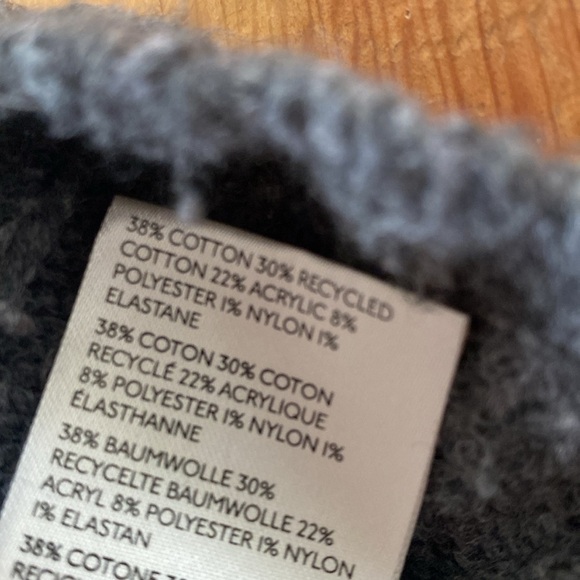 38% COTTON 30% RECYCLED
COTTON 22% ACRYLIC 8%
POLYESTER 1% NYLON 1%
ELASTANE
38% COTON 30% COTON
RECYCLÉ 22% ACRYLIQUE
8% POLYESTER 1% NYLON 1%
ÉLASTHANNE
38% BAUMWOLLE 30%
RECYCELTE BAUMWOLLE 22%
ACRYL 8% POLYESTER 1% NYLON
1% ELASTAN
38% COTONE